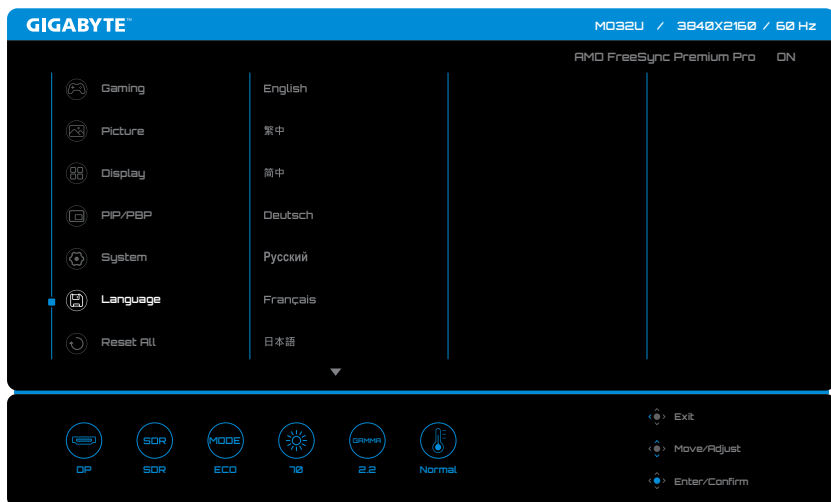 GIGABYTE™
MO32U / 3840X2160 / 60 Hz
AMD FreeSync Premium Pro ON
Gaming
Picture
Display
PIP/PBP
System
Language
Reset All
English
繁中
简中
Deutsch
Русский
Français
日本語
SDR
MODE
GAMMA
DP
SDR
ECO
70
2.2
Normal
Exit
Move/Adjust
Enter/Confirm